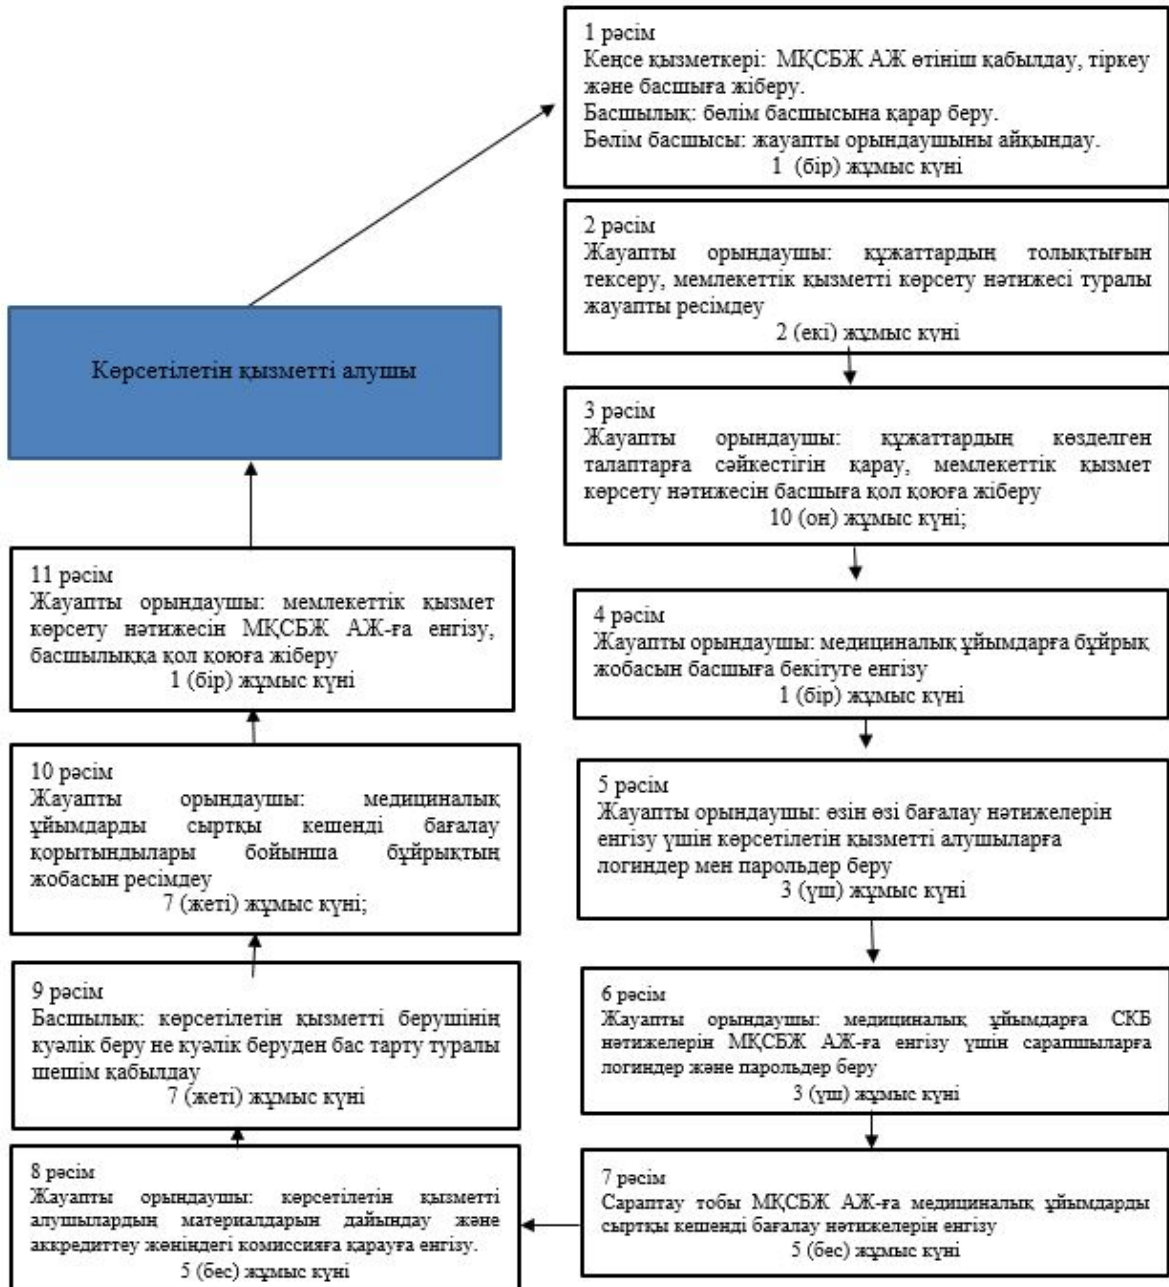 1 рәсім
Кеңсе қызметкері: МҚСБЖ АЖ өтініш қабылдау, тіркеу
және басшыға жіберу.
Басшылық: бөлім басшысына қарар беру.
Бөлім басшысы: жауапты орындаушыны айқындау.
1 (бір) жұмыс күні
2 рәсім
Жауапты орындаушы: құжаттардың толықтығын
тексеру, мемлекеттік қызметті көрсету нәтижесі туралы
жауапты ресімдеу
2 (екі) жұмыс күні
Көрсетілетін қызметті алушы
3 рәсім
Жауапты орындаушы: құжаттардың көзделген
талаптарға сәйкестігін қарау, мемлекеттік қызмет
көрсету нәтижесін басшыға қол қоюға жіберу
10 (он) жұмыс күні;
4 рәсім
Жауапты орындаушы: медициналық ұйымдарға бұйрық
жобасын басшыға бекітуге енгізу
1 (бір) жұмыс күні
5 рәсім
Жауапты орындаушы: өзін өзі бағалау нәтижелерін
енгізу үшін көрсетілетін қызметті алушыларға
логиндер мен парольдер беру
3 (үш) жұмыс күні
6 рәсім
Жауапты орындаушы: медициналық ұйымдарға СКБ
нәтижелерін МҚСБЖ АЖ-ға енгізу үшін сарапшыларға
логиндер және парольдер беру
3 (үш) жұмыс күні
7 рәсім
Сараптау тобы МҚСБЖ АЖ-ға медициналық ұйымдарды
сыртқы кешенді бағалау нәтижелерін енгізу
5 (бес) жұмыс күні
8 рәсім
Жауапты орындаушы: көрсетілетін қызметті
алушылардың материалдарын дайындау және
аккредиттеу жөніндегі комиссияға қарауға енгізу.
5 (бес) жұмыс күні
9 рәсім
Басшылық: көрсетілетін қызметті берушінің
куәлік беру не куәлік беруден бас тарту туралы
шешім қабылдау
7 (жеті) жұмыс күні
10 рәсім
Жауапты орындаушы: медициналық
ұйымдарды сыртқы кешенді бағалау
қорытындылары бойынша бұйрықтың
жобасын ресімдеу
7 (жеті) жұмыс күні;
11 рәсім
Жауапты орындаушы: мемлекеттік қызмет
көрсету нәтижесін МҚСБЖ АЖ-ға енгізу,
басшылыққа қол қоюға жіберу
1 (бір) жұмыс күні